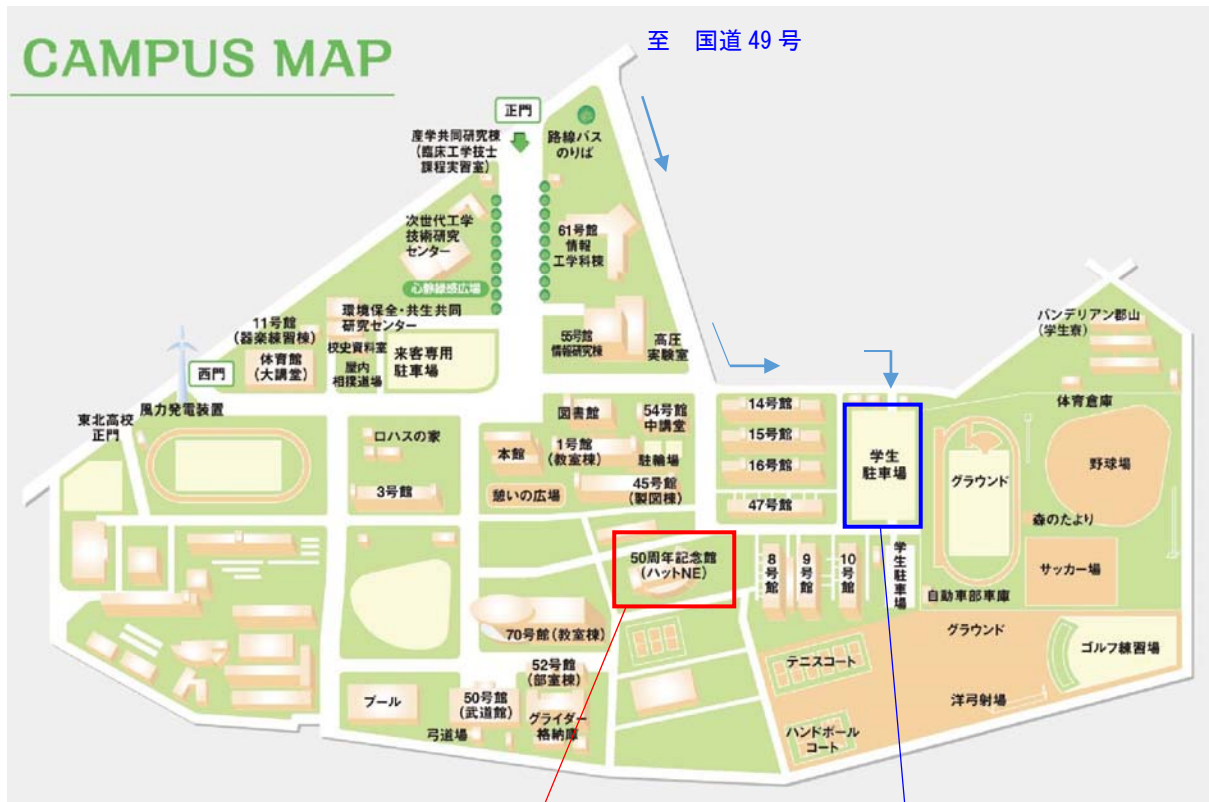 CAMPUS MAP
至 国道 49 号
正門
産学共同研究棟
(臨床工学技士
課程実習室)
路線バス
のりば
次世代工学
技術研究
センター
61号館
情報
工学科棟
心静緑感広場
環境保全・共生共同
研究センター
11号館
(器楽練習棟)
校史資料室
体育館
(大講堂)
屋内
相撲道場
来客専用
駐車場
55号館
情報研究棟
高圧
実験室
西門
風力発電装置
東北高校
正門
バンデリアン郡山
(学生寮)
体育倉庫
図書館
54号館
中講堂
14号館
15号館
16号館
47号館
学生
駐車場
グラウンド
野球場
ロハスの家
本館
1号館
(教室棟)
駐輪場
3号館
憩いの広場
45号館
(製図棟)
森のたより
50周年記念館
(ハットNE)
8号館
9号館
10号館
学生駐車場
自動車部車庫
サッカー場
70号館(教室棟)
グラウンド
ゴルフ練習場
テニスコート
52号館
(部室棟)
プール
50号館
(武道館)
グライダー
格納庫
弓道場
洋弓射場
ハンドボール
コート